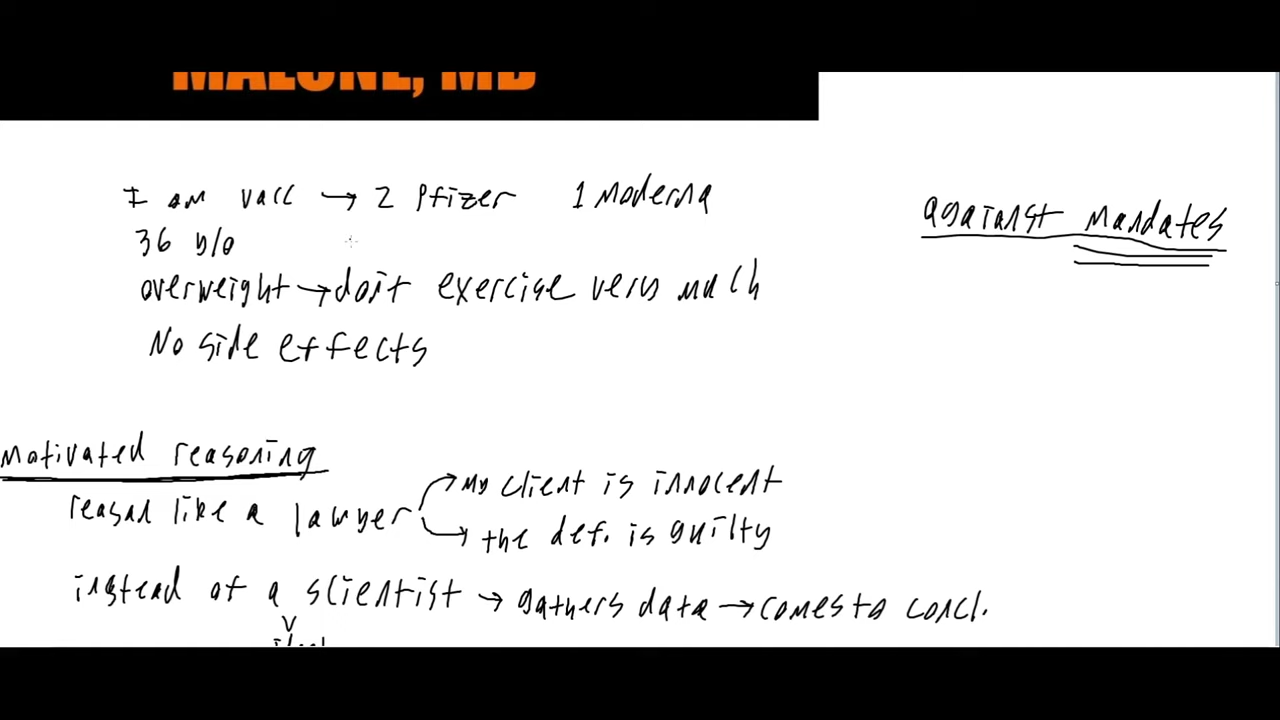 MALONE, MD
I am vacc → 2 Pfizer 1 Moderna
against mandates
36 y/o
overweight → don't exercise very much
No side effects
Motivated reasoning
reason like a lawyer → my client is innocent
→ the def. is guilty
instead of a scientist → gathers data → comes to concl.